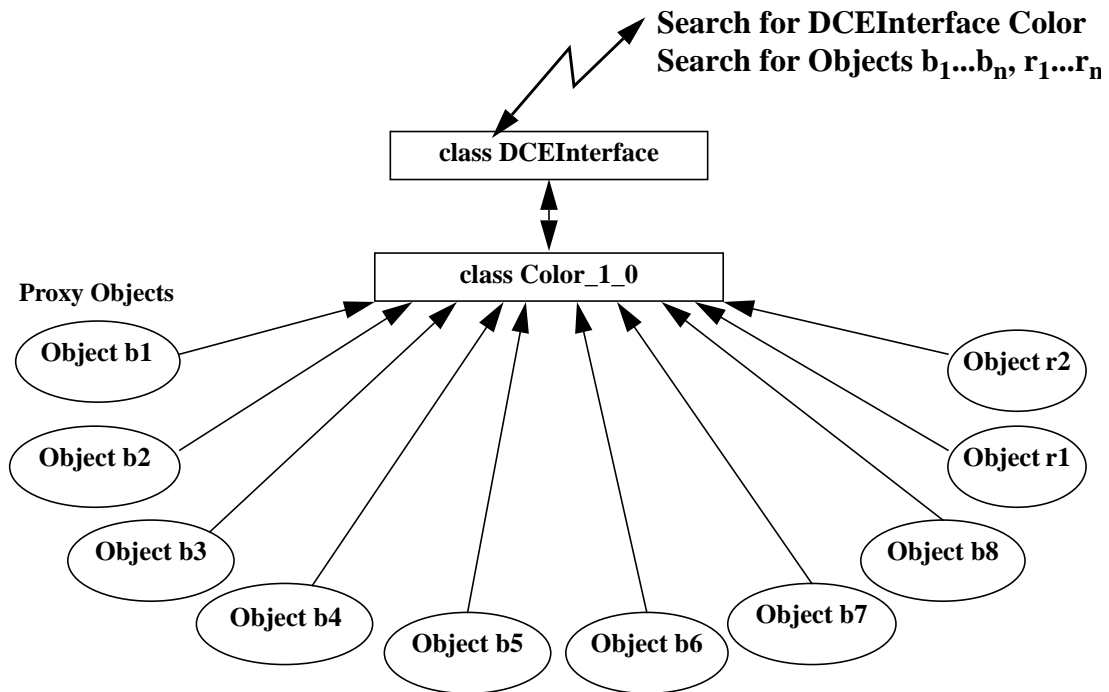 Search for DCEInterface Color
Search for Objects b1...bn, r1...rn
class DCEInterface
class Color_1_0
Proxy Objects
Object b1
Object r2
Object b2
Object r1
Object b3
Object b8
Object b4
Object b7
Object b5
Object b6